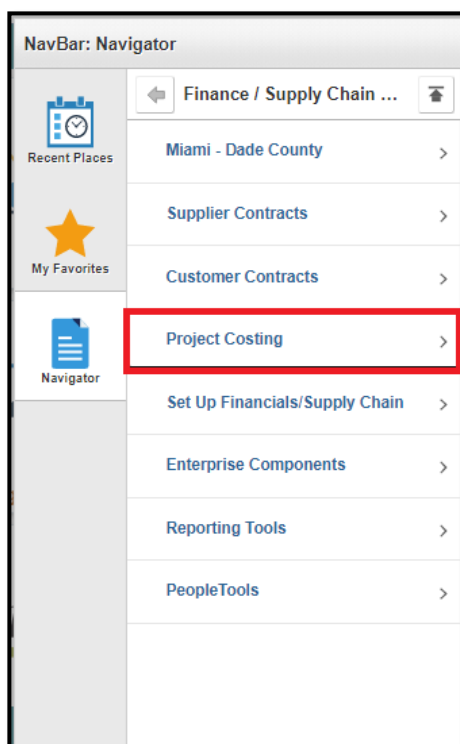 NavBar: Navigator
Recent Places
My Favorites
Navigator
Finance / Supply Chain ...
Miami - Dade County
Supplier Contracts
Customer Contracts
Project Costing
Set Up Financials/Supply Chain
Enterprise Components
Reporting Tools
PeopleTools